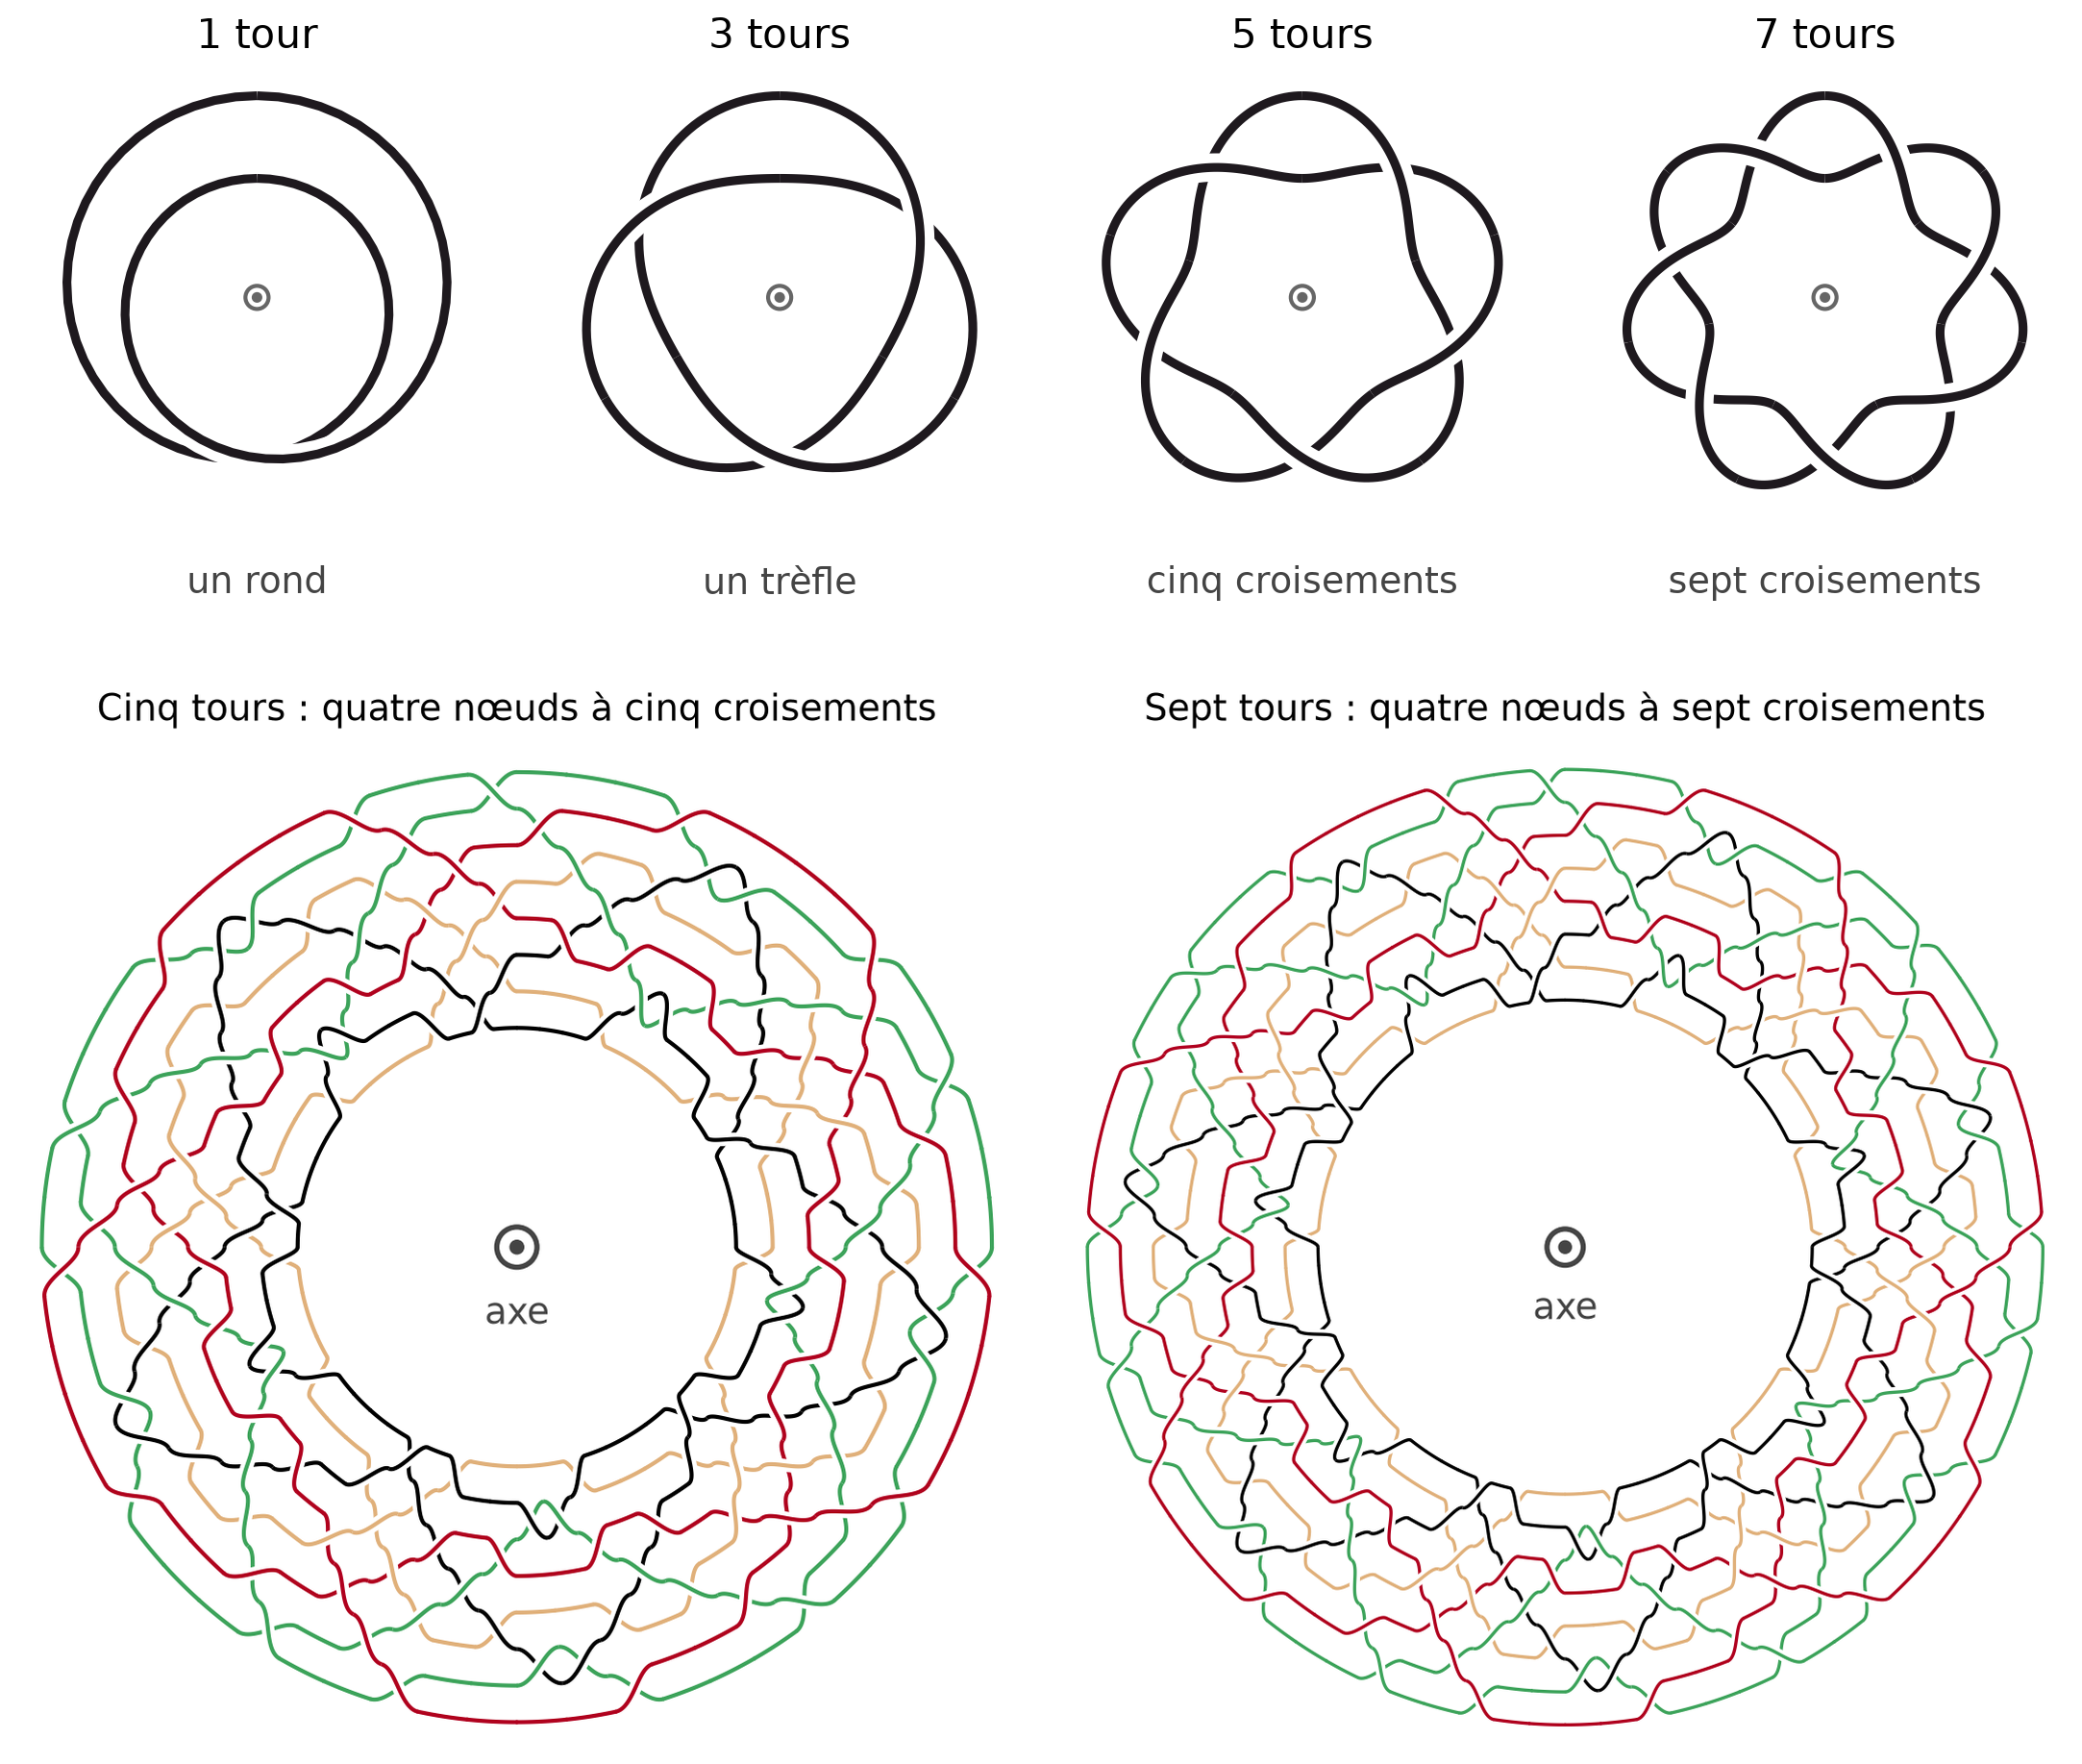 1 tour
3 tours
5 tours
7 tours
un rond
un trèfle
cinq croisements
sept croisements
Cinq tours : quatre nœuds à cinq croisements
Sept tours : quatre nœuds à sept croisements
axe
axe